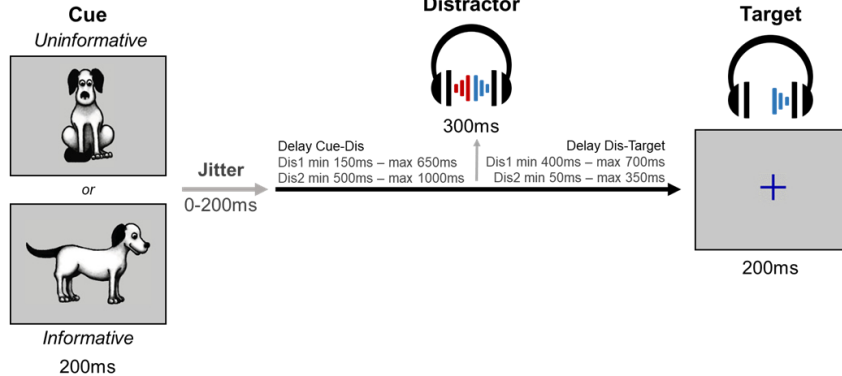 Cue
Uninformative
or
Informative
200ms
Jitter
0-200ms
Distractor
300ms
Delay Cue-Dis
Dis1 min 150ms – max 650ms
Dis2 min 500ms – max 1000ms
Delay Dis-Target
Dis1 min 400ms – max 700ms
Dis2 min 50ms – max 350ms
Target
200ms